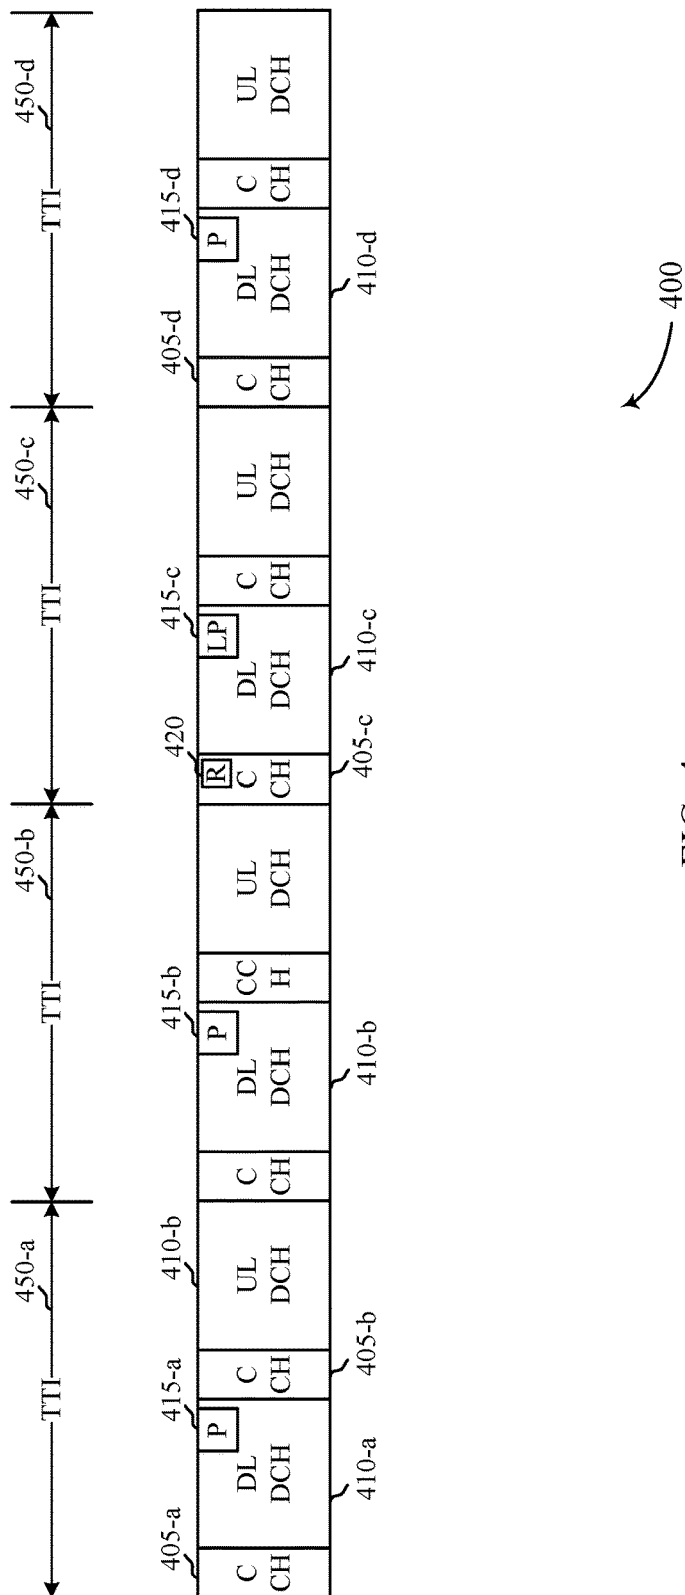 450-a 450-b 450-c 450-d
TTI TTI TTI TTI
405-a 415-a 410-b 415-b 420 415-c 405-d 415-d
P P R LP P
C DL C UL C DL CC UL C DL C UL C DL C UL
CH DCH CH DCH CH DCH H DCH CH DCH CH DCH CH DCH CH DCH
410-a 405-b 410-b 405-c 410-c 410-d
400